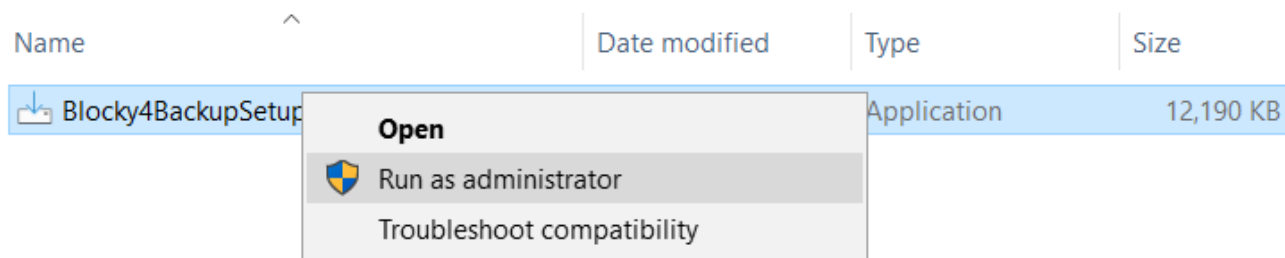 Name Date modified Type Size
Blocky4BackupSetup Application 12,190 KB
Open
Run as administrator
Troubleshoot compatibility